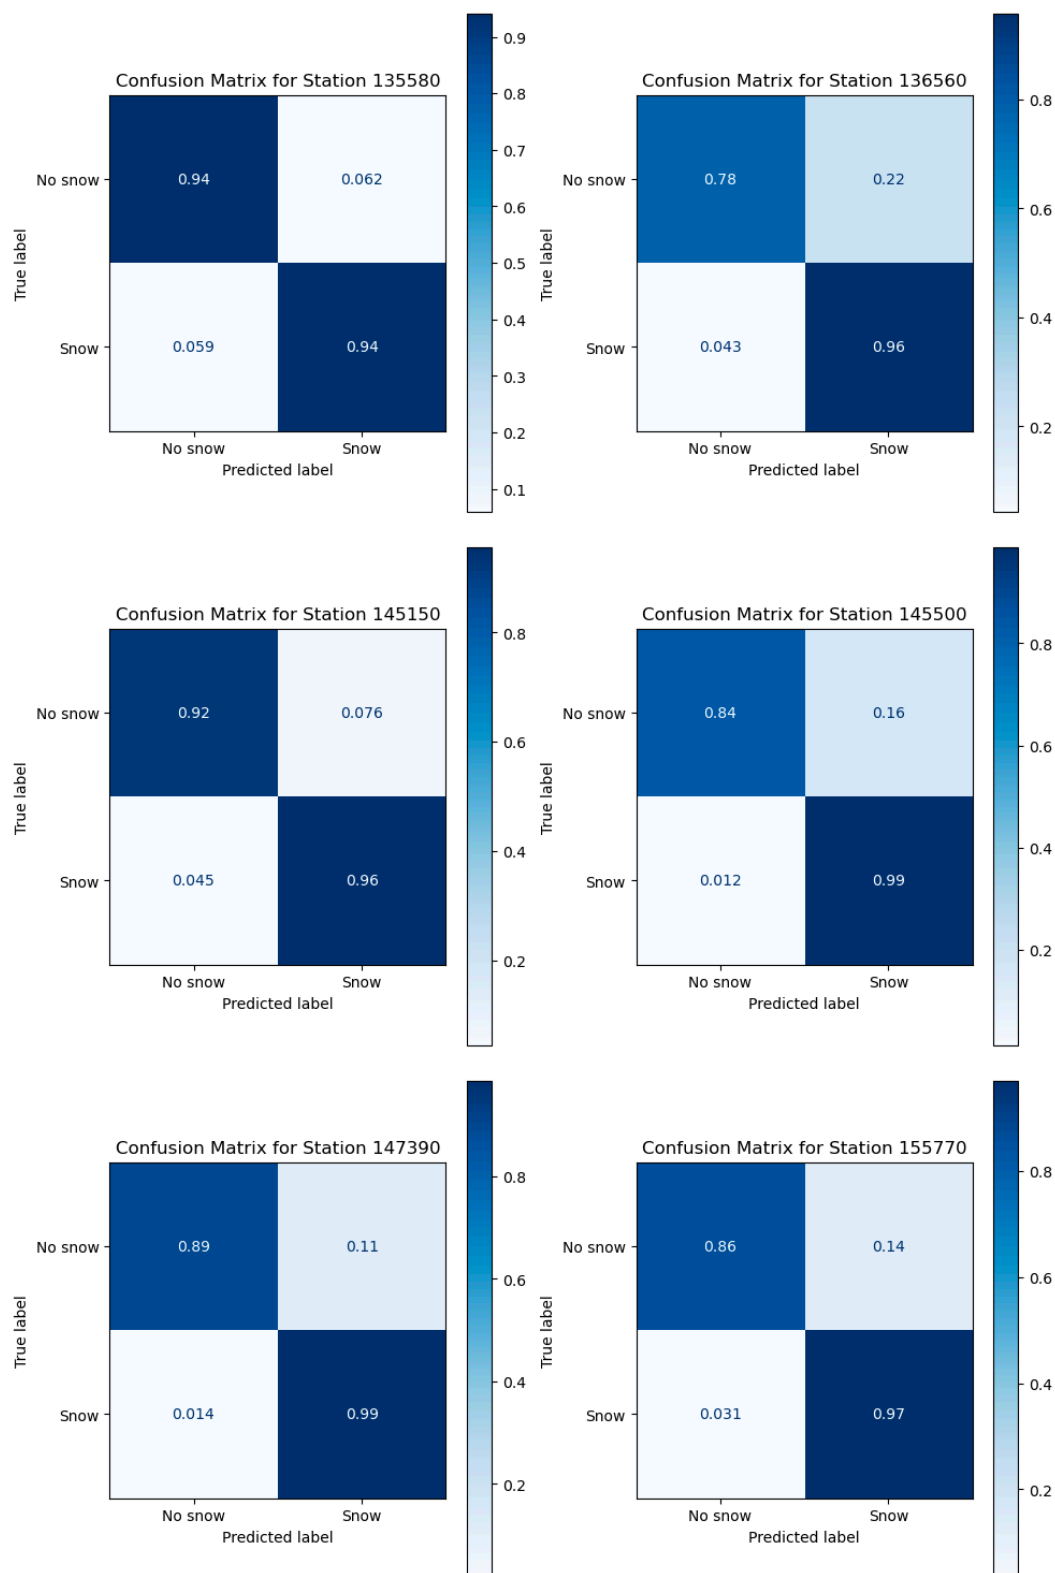 Confusion Matrix for Station 135580
True label
No snow
0.94
0.062
Snow
0.059
0.94
No snow
Snow
Predicted label
0.9
0.8
0.7
0.6
0.5
0.4
0.3
0.2
0.1
Confusion Matrix for Station 136560
True label
No snow
0.78
0.22
Snow
0.043
0.96
No snow
Snow
Predicted label
0.8
0.6
0.4
0.2
Confusion Matrix for Station 145150
True label
No snow
0.92
0.076
Snow
0.045
0.96
No snow
Snow
Predicted label
0.8
0.6
0.4
0.2
Confusion Matrix for Station 145500
True label
No snow
0.84
0.16
Snow
0.012
0.99
No snow
Snow
Predicted label
0.8
0.6
0.4
0.2
Confusion Matrix for Station 147390
True label
No snow
0.89
0.11
Snow
0.014
0.99
No snow
Snow
Predicted label
0.8
0.6
0.4
0.2
Confusion Matrix for Station 155770
True label
No snow
0.86
0.14
Snow
0.031
0.97
No snow
Snow
Predicted label
0.8
0.6
0.4
0.2